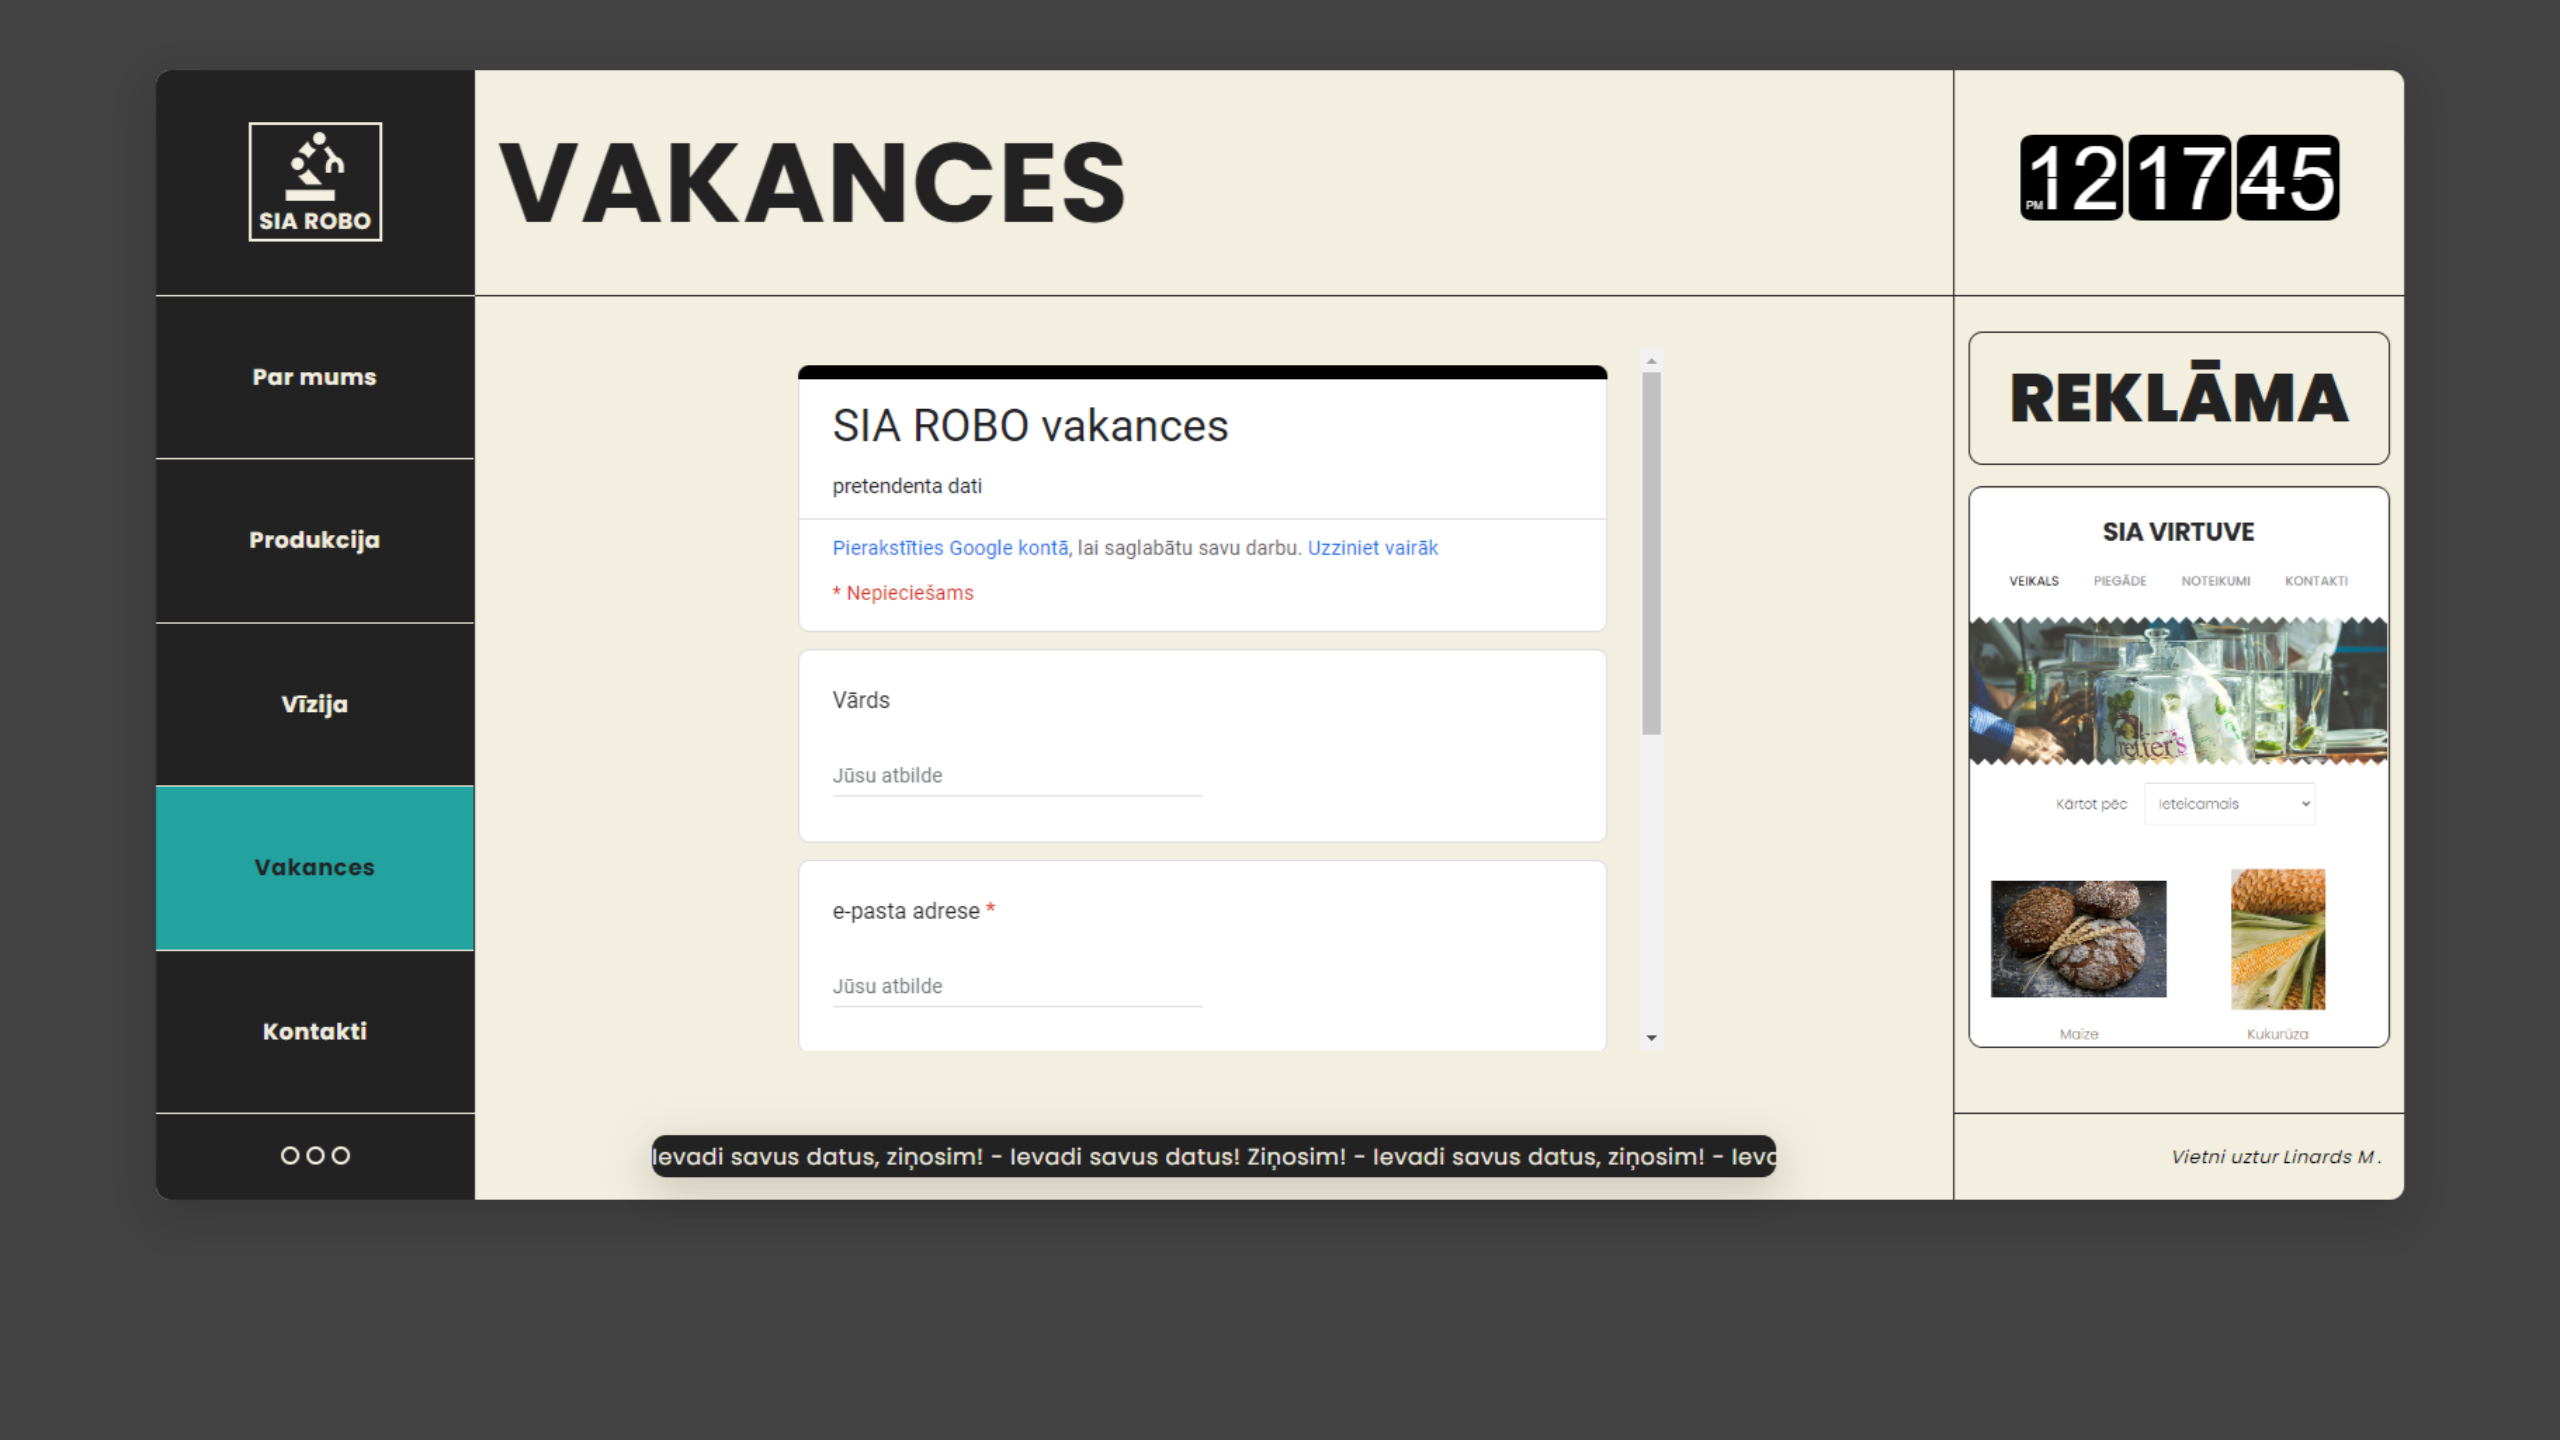 SIA ROBO
VAKANCES
PM 12 17 45
Par mums
Produkcija
Vīzija
Vakances
Kontakti
SIA ROBO vakances
pretendenta dati
Pierakstīties Google kontā, lai saglabātu savu darbu. Uzziniet vairāk
* Nepieciešams
Vārds
Jūsu atbilde
e-pasta adrese *
Jūsu atbilde
Ievadi savus datus, ziņosim! - Ievadi savus datus! Ziņosim! - Ievadi savus datus, ziņosim! -
REKLĀMA
SIA VIRTUVE
VEIKALS PIEGĀDE NOTEIKUMI KONTAKTI
Kārtot pēc Ieteicamais
Maize Kukurūza
Vietni uztur Linards M .